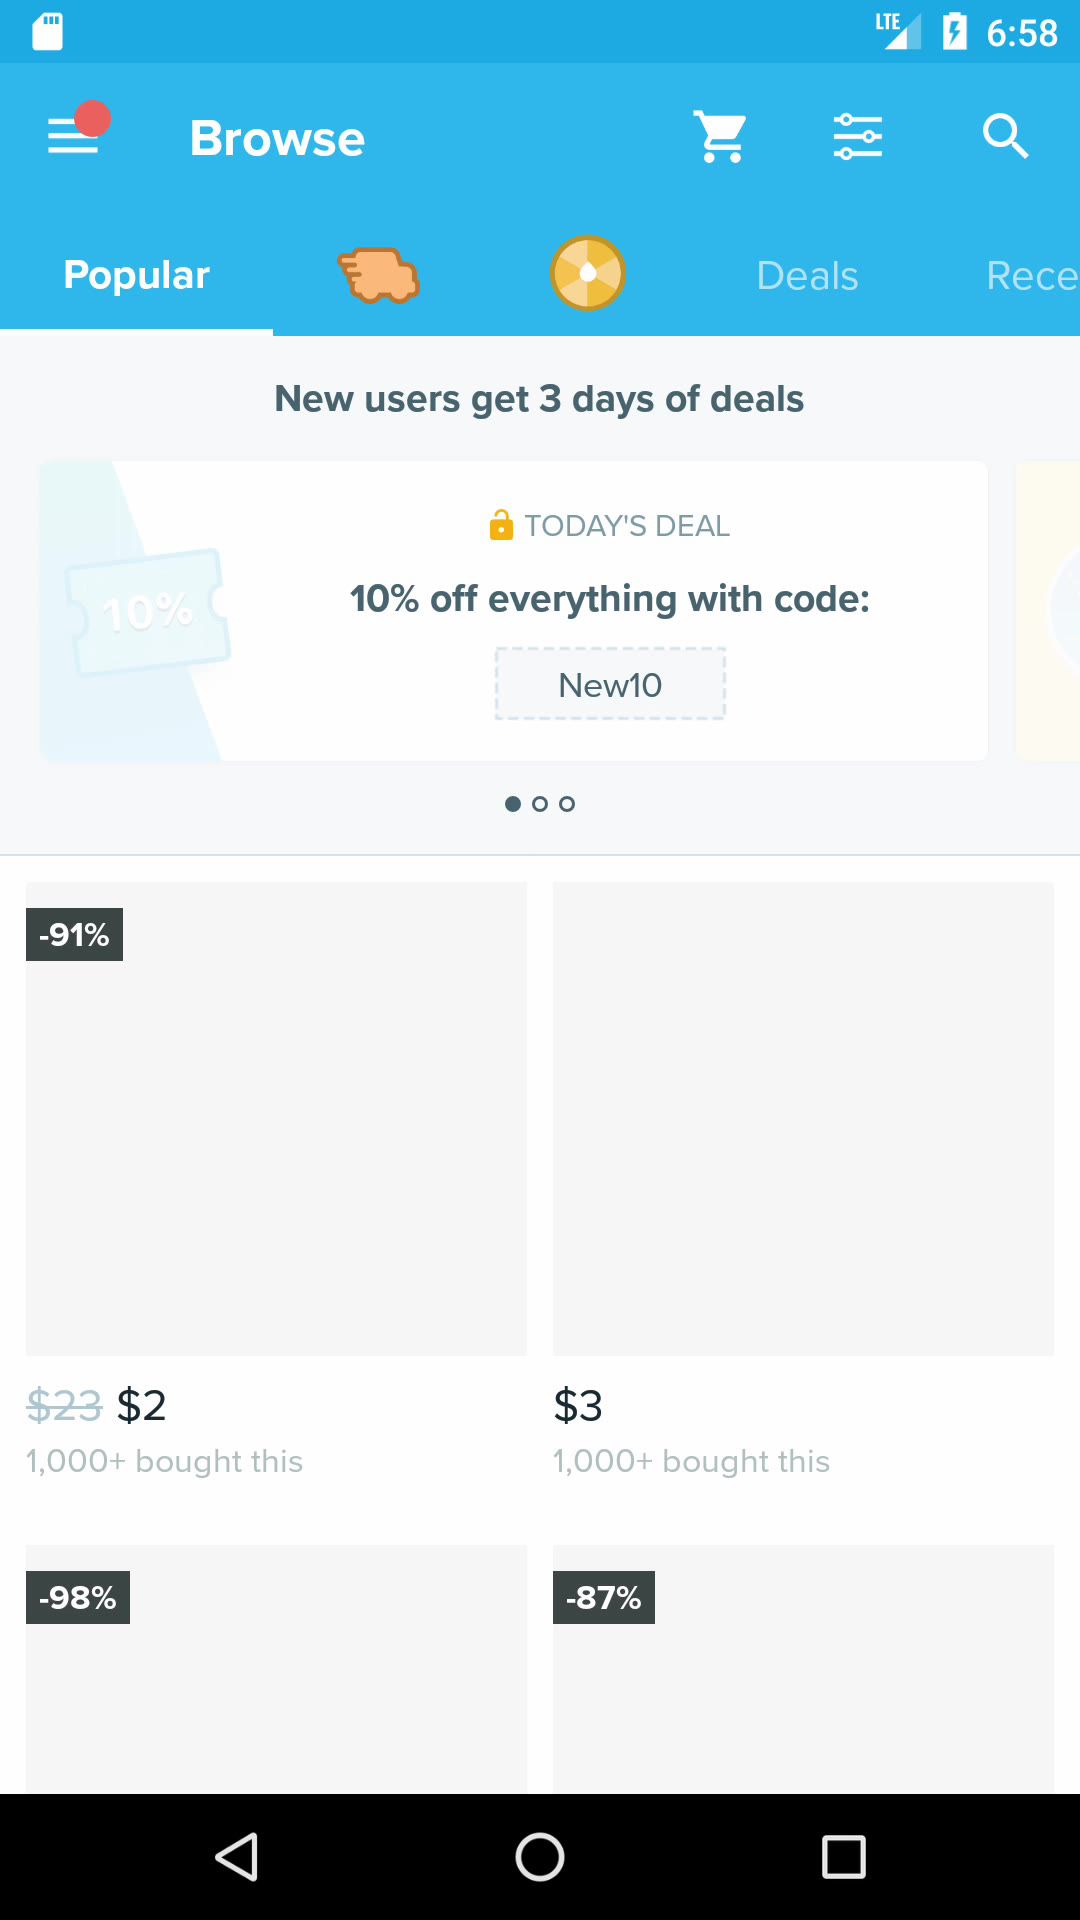 LTE 6:58
Browse
Popular Deals Rece
New users get 3 days of deals
TODAY'S DEAL
10%
10% off everything with code:
New10
-91%
$23 $2
$3
1,000+ bought this
1,000+ bought this
-98%
-87%